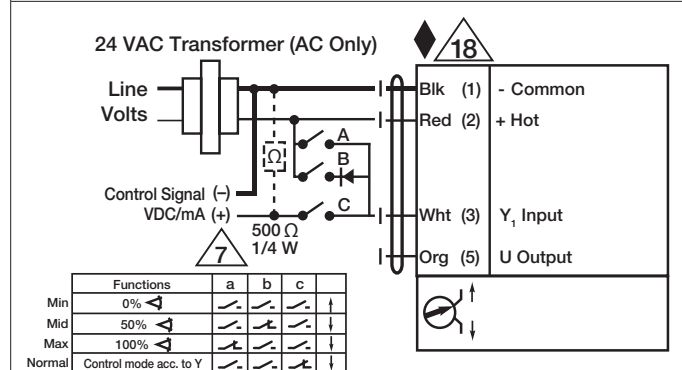 24 VAC Transformer (AC Only)
18
Line
Volts
Blk (1) - Common
Red (2) + Hot
A
Ω
B
Control Signal (–)
VDC/mA (+)
C
Wht (3) Y1 Input
500 Ω
1/4 W
7
Org (5) U Output
Functions a b c
Min 0%
Mid 50%
Max 100%
Normal Control mode acc. to Y